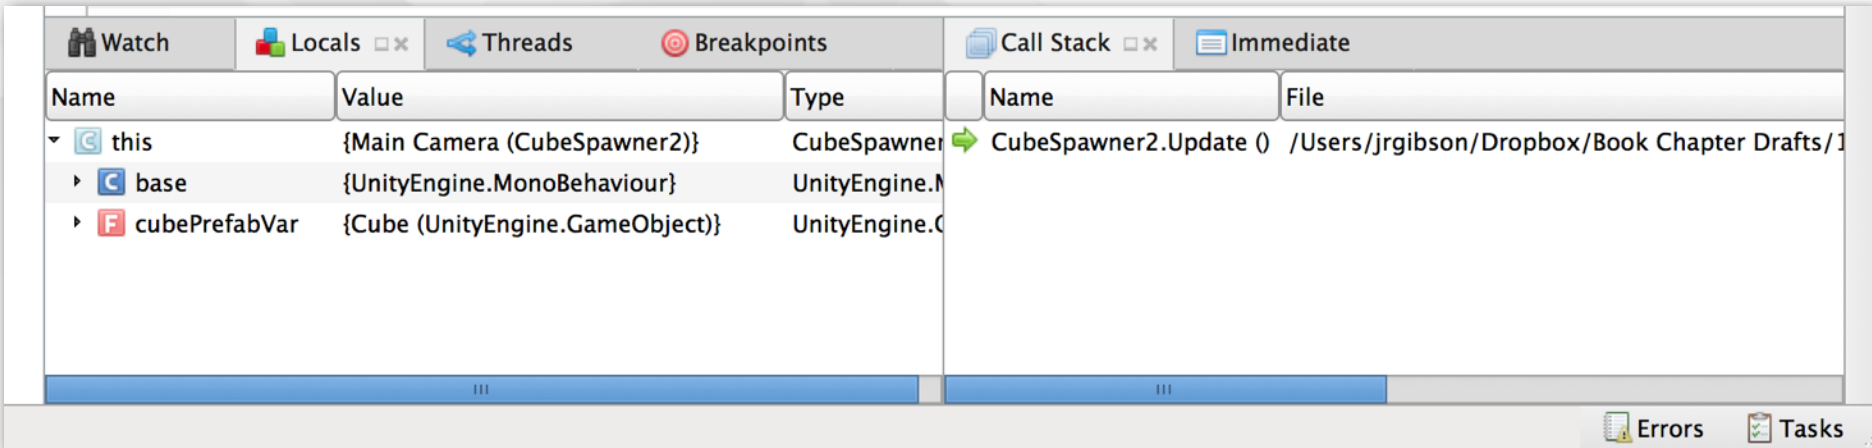 Watch Locals Threads Breakpoints Call Stack Immediate
Name Value Type Name File
this {Main Camera (CubeSpawner2)} CubeSpawner CubeSpawner2.Update () /Users/jrgibson/Dropbox/Book Chapter Drafts/1
base {UnityEngine.MonoBehaviour} UnityEngine.M
cubePrefabVar {Cube (UnityEngine.GameObject)} UnityEngine.G
Errors Tasks